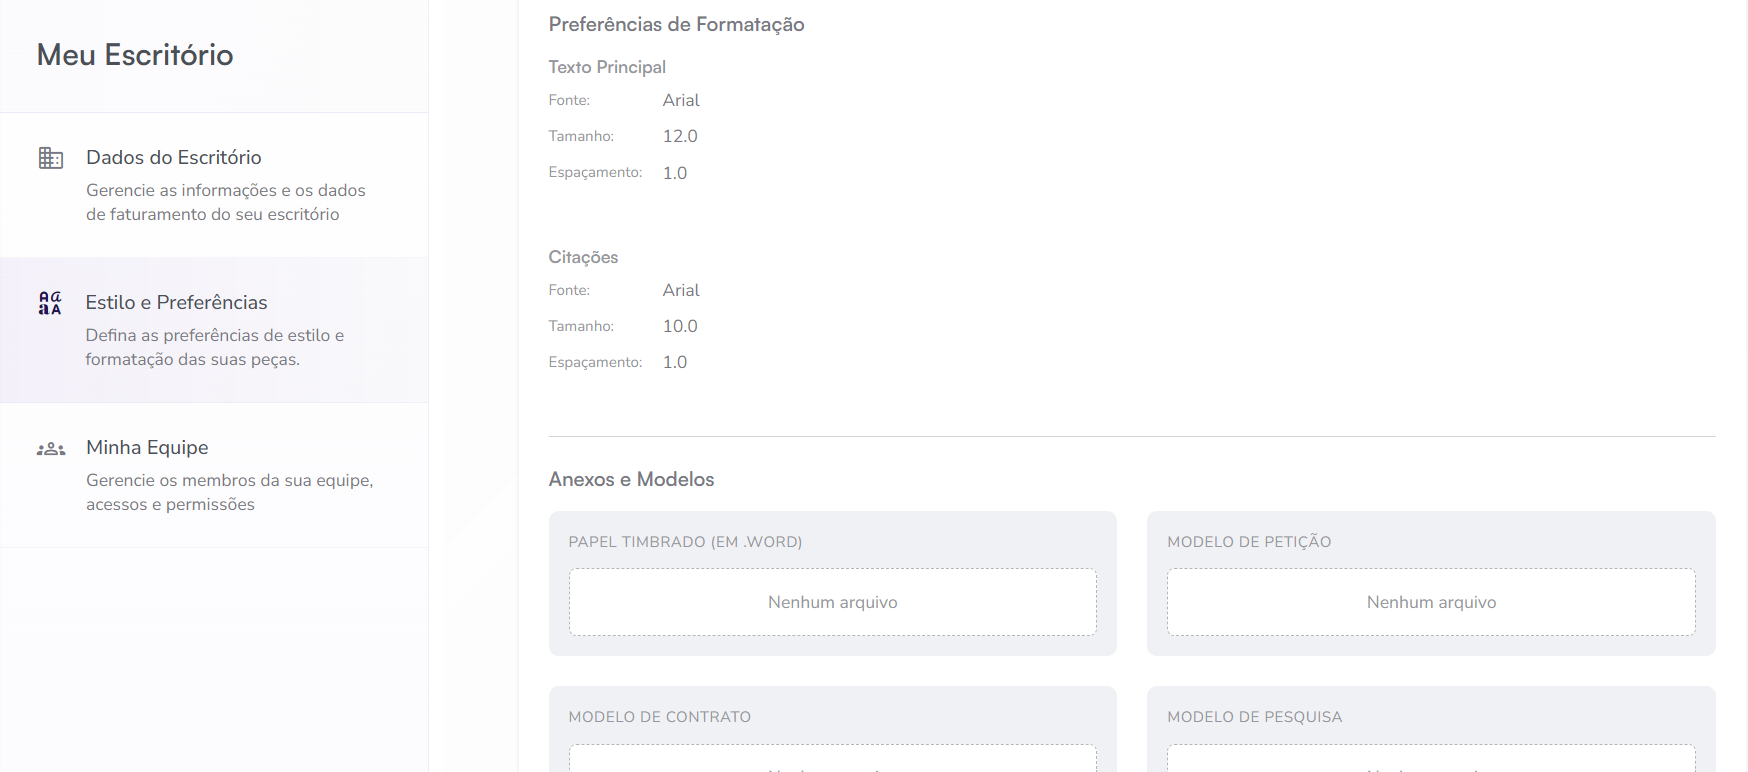 Meu Escritório
Dados do Escritório
Gerencie as informações e os dados
de faturamento do seu escritório
Estilo e Preferências
Defina as preferências de estilo e
formatação das suas peças.
Minha Equipe
Gerencie os membros da sua equipe,
acessos e permissões
Preferências de Formatação
Texto Principal
Fonte: Arial
Tamanho: 12.0
Espaçamento: 1.0
Citações
Fonte: Arial
Tamanho: 10.0
Espaçamento: 1.0
Anexos e Modelos
PAPEL TIMBRADO (EM .WORD)
Nenhum arquivo
MODELO DE PETIÇÃO
Nenhum arquivo
MODELO DE CONTRATO
MODELO DE PESQUISA